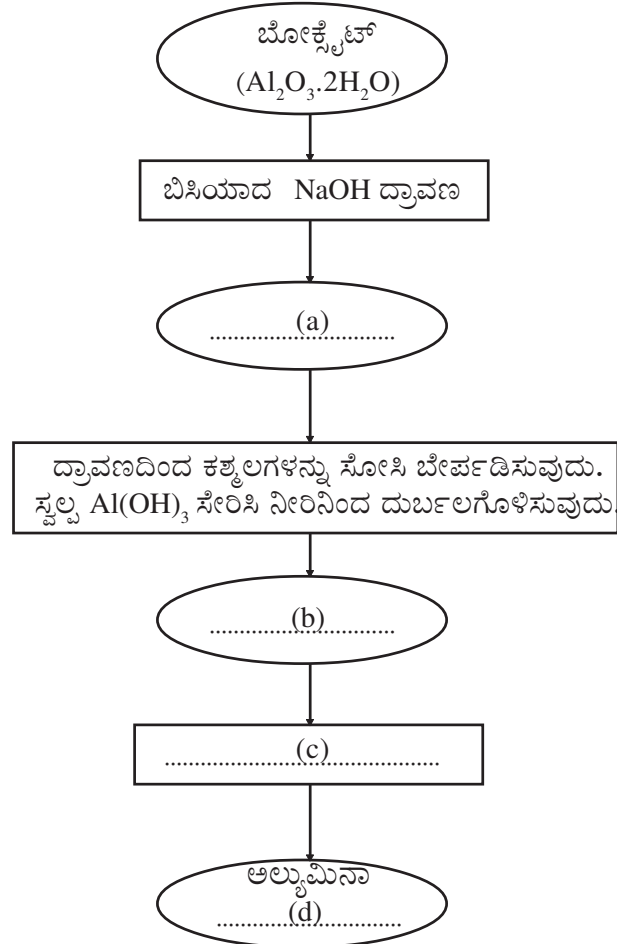 ಬೋಕ್ಸೈಟ್
(Al₂O₃.2H₂O)
ಬಿಸಿಯಾದ NaOH ದ್ರಾವಣ
(a)
...............................
ದ್ರಾವಣದಿಂದ ಕಶ್ಮಲಗಳನ್ನು ಸೋಸಿ ಬೇರ್ಪಡಿಸುವುದು.
ಸ್ವಲ್ಪ Al(OH)₃ ಸೇರಿಸಿ ನೀರಿನಿಂದ ದುರ್ಬಲಗೊಳಿಸುವುದು.
(b)
...............................
(c)
..............................................
ಅಲ್ಯುಮಿನಾ
(d)
...............................